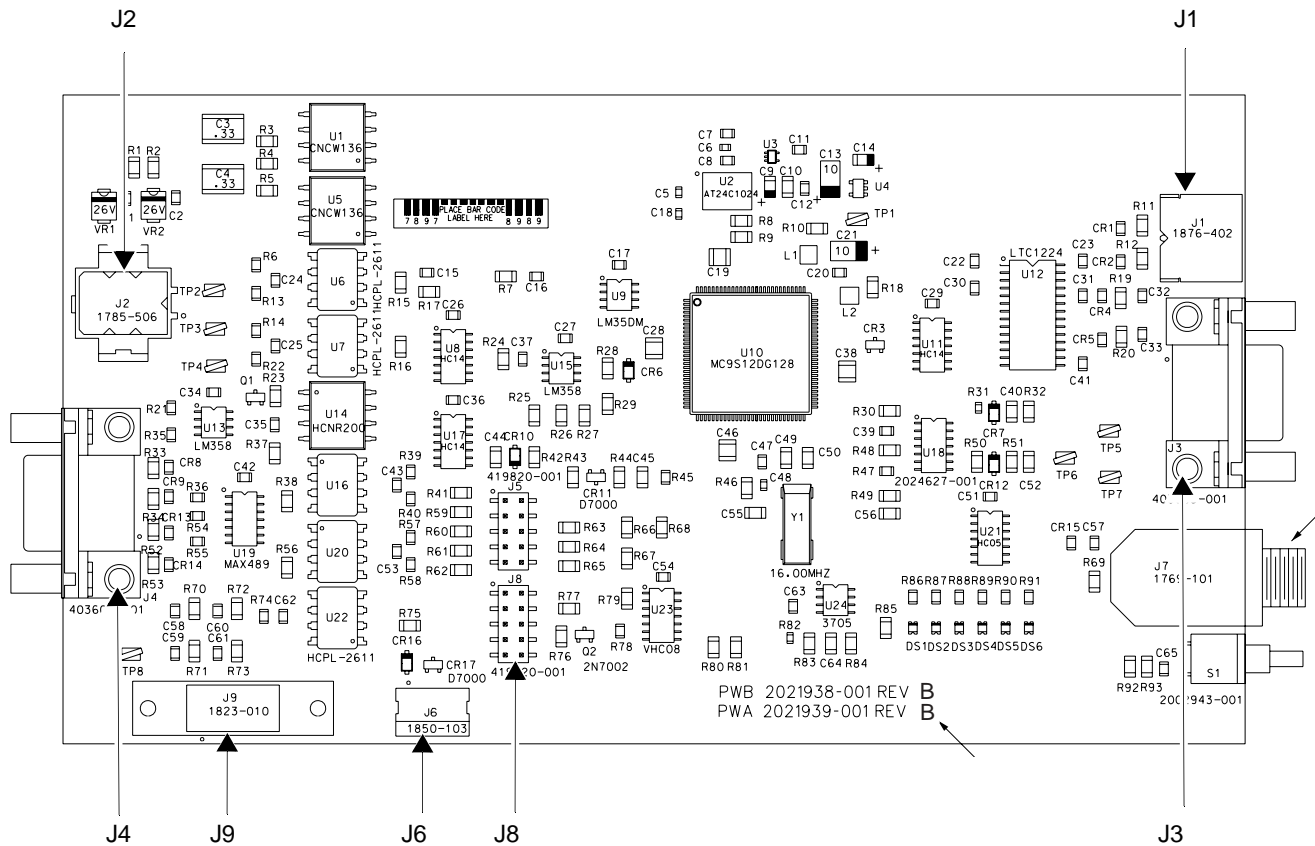 J2 J1
C7
C6
C8
U3
C11
C13
10
C14
C3
.33
R3
R4
R5
C4
.33
U1
CNCW136
U5
CNCW136
R1 R2
26V
VR1
26V
VR2
C2
PLACE BAR CODE
LABEL HERE
7 8 9 7
8 9 8 9
C5
C18
U2
AT24C1024
C9
C10
C12
U4
TP1
R8
R9
R10
C21
10
L1
C20
C19
L2
R18
CR1
CR2
R11
R12
J1
1876-402
J2
1785-506
TP2
TP3
TP4
R6
R13
C24
R14
C25
R22
R23
U6
HCPL-2611
U7
HCPL-2611
R15
R16
C15
R17
C26
U8
HC14
R7
C16
C17
U9
LM35DM
C27
C28
R24
C37
U15
LM358
R28
CR6
R29
U10
MC9S12DG128
C38
CR3
C29
U11
HC14
C22
C30
LTC1224
U12
C23
C31
CR4
CR5
R19
R20
C32
C33
C41
C34
Q1
U13
LM358
C35
R37
R21
R35
R33
CR8
CR9
R36
R34
CR13
R54
R52
R55
CR14
R53
C42
U19
MAX489
R38
R56
U14
HCNR200
U16
U20
U22
HCPL-2611
C36
U17
HC14
C43
R39
R40
R57
C53
R58
R41
R59
R60
R61
R62
C44
CR10
R25
R26
R27
R42
R43
419820-001
J5
CR11
D7000
R44
C45
R45
R63
R64
R65
R66
R67
R68
C46
C47
C48
C49
C50
R46
C55
Y1
16.00MHZ
R30
C39
R48
R47
R49
C56
U18
2024627-001
R31
CR7
C40
R32
R50
CR12
R51
C52
C51
U21
HC05
TP5
TP6
TP7
J3
CR15
C57
R69
J7
1769-101
J4
R70
R72
R74
C62
C58
C60
C59
C61
R71
R73
TP8
R75
CR16
CR17
D7000
J8
419820-001
R77
R76
Q2
2N7002
R79
R78
C54
U23
VHC08
R80
R81
C63
R82
U24
3705
R83
C64
R84
R85
R86 R87 R88 R89 R90 R91
DS1 DS2 DS3 DS4 DS5 DS6
R92
R93
C65
S1
J9
1823-010
J6
1850-103
PWB 2021938-001 REV B
PWA 2021939-001 REV B
J4 J9 J6 J8 J3